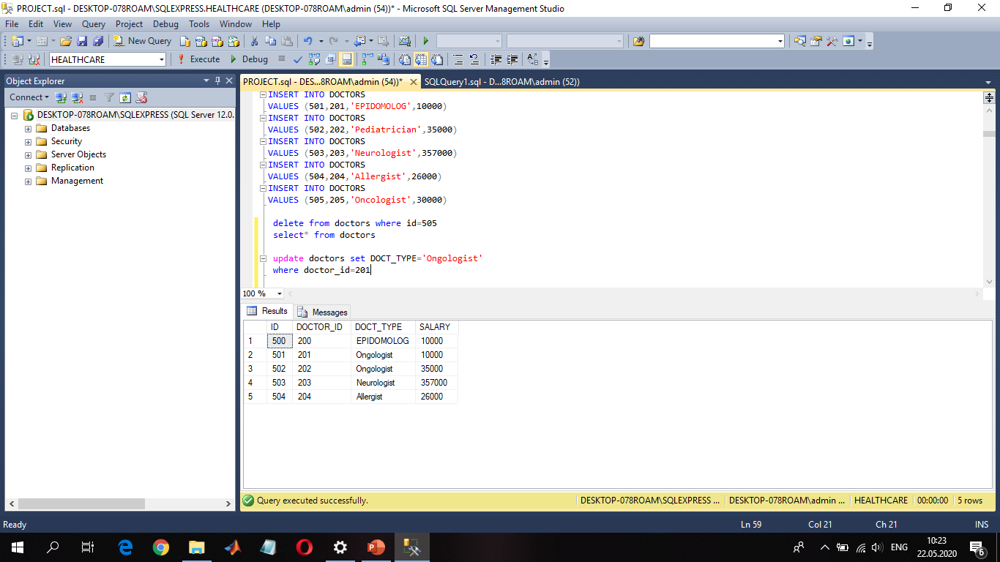 PROJECT.sql - DESKTOP-078ROAM\SQLEXPRESS.HEALTHCARE (DESKTOP-078ROAM\admin (54))* - Microsoft SQL Server Management Studio
File Edit View Query Project Debug Tools Window Help
New Query
HEALTHCARE Execute Debug
Object Explorer
Connect
DESKTOP-078ROAM\SQLEXPRESS (SQL Server 12.0.
Databases
Security
Server Objects
Replication
Management
PROJECT.sql - DES...8ROAM\admin (54))* SQLQuery1.sql - D...8ROAM\admin (52))
INSERT INTO DOCTORS
VALUES (501,201,'EPIDOMOLOG',10000)
INSERT INTO DOCTORS
VALUES (502,202,'Pediatrician',35000)
INSERT INTO DOCTORS
VALUES (503,203,'Neurologist',357000)
INSERT INTO DOCTORS
VALUES (504,204,'Allergist',26000)
INSERT INTO DOCTORS
VALUES (505,205,'Oncologist',30000)
delete from doctors where id=505
select* from doctors
update doctors set DOCT_TYPE='Ongologist'
where doctor_id=201
100 %
Results Messages
ID DOCTOR_ID DOCT_TYPE SALARY
1 500 200 EPIDOMOLOG 10000
2 501 201 Ongologist 10000
3 502 202 Ongologist 35000
4 503 203 Neurologist 357000
5 504 204 Allergist 26000
Query executed successfully. DESKTOP-078ROAM\SQLEXPRESS ... DESKTOP-078ROAM\admin ... HEALTHCARE 00:00:00 5 rows
Ready Ln 59 Col 21 Ch 21 INS
ENG 10:23
22.05.2020
6